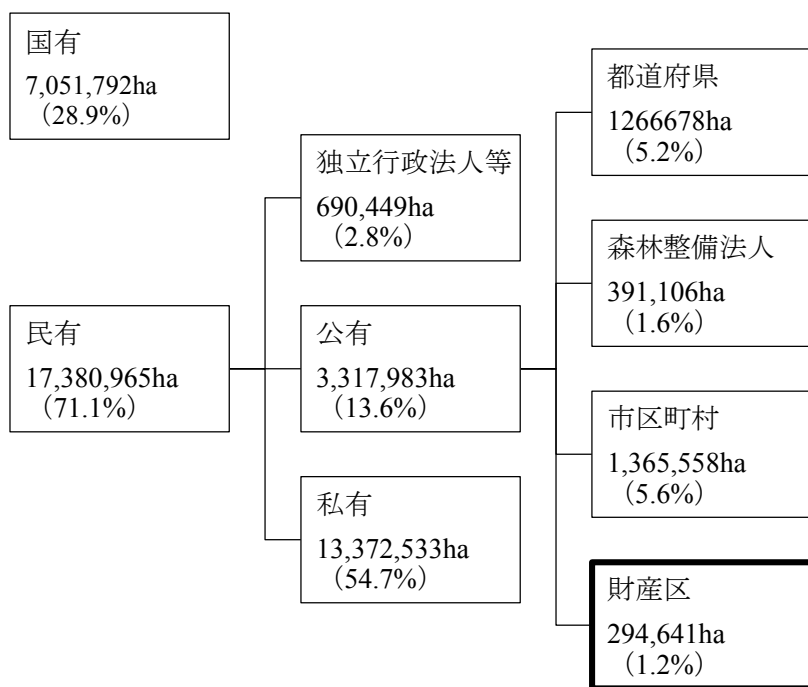 国有
7,051,792ha
（28.9%）
民有
17,380,965ha
（71.1%）
独立行政法人等
690,449ha
（2.8%）
公有
3,317,983ha
（13.6%）
私有
13,372,533ha
（54.7%）
都道府県
1266678ha
（5.2%）
森林整備法人
391,106ha
（1.6%）
市区町村
1,365,558ha
（5.6%）
財産区
294,641ha
（1.2%）